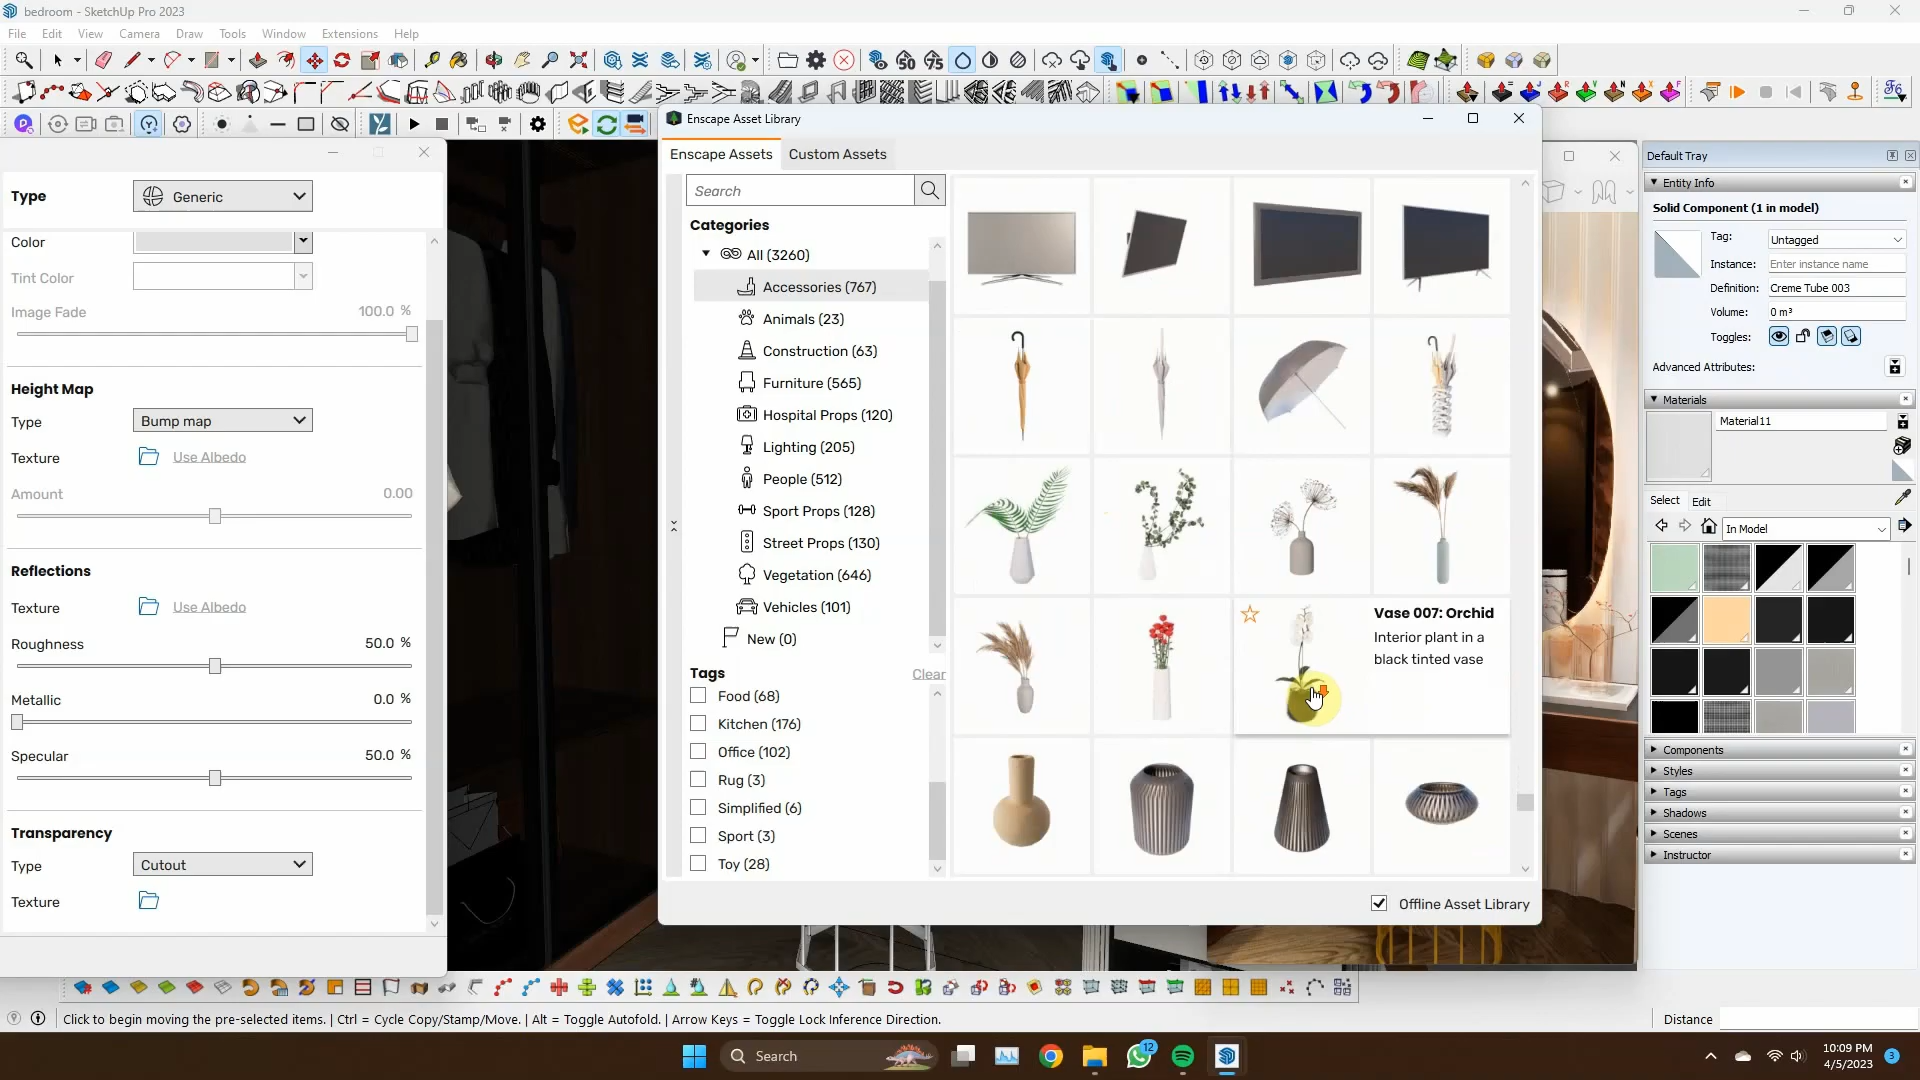 bedroom - SketchUp Pro 2023
File Edit View Camera Draw Tools Window Extensions Help
Enscape Asset Library
Enscape Assets Custom Assets
Search
Categories
All (3260)
Accessories (767)
Animals (23)
Construction (63)
Furniture (565)
Hospital Props (120)
Lighting (205)
People (512)
Sport Props (128)
Street Props (130)
Vegetation (646)
Vehicles (101)
New (0)
Tags Clear
Food (68)
Kitchen (176)
Office (102)
Rug (3)
Simplified (6)
Sport (3)
Toy (28)
Vase 007: Orchid
Interior plant in a
black tinted vase
Offline Asset Library
Type Generic
Color
Tint Color
Image Fade 100.0 %
Height Map
Type Bump map
Texture Use Albedo
Amount 0.00
Reflections
Texture Use Albedo
Roughness 50.0 %
Metallic 0.0 %
Specular 50.0 %
Transparency
Type Cutout
Texture
Default Tray
Entity Info
Solid Component (1 in model)
Tag: Untagged
Instance: Enter instance name
Definition: Creme Tube 003
Volume: 0 m³
Toggles:
Advanced Attributes:
Materials
Material11
Select Edit
In Model
Components
Styles
Tags
Shadows
Scenes
Instructor
Click to begin moving the pre-selected items. | Ctrl = Cycle Copy/Stamp/Move. | Alt = Toggle Autofold. | Arrow Keys = Toggle Lock Inference Direction.
Distance
Search
12
10:09 PM
4/5/2023
3